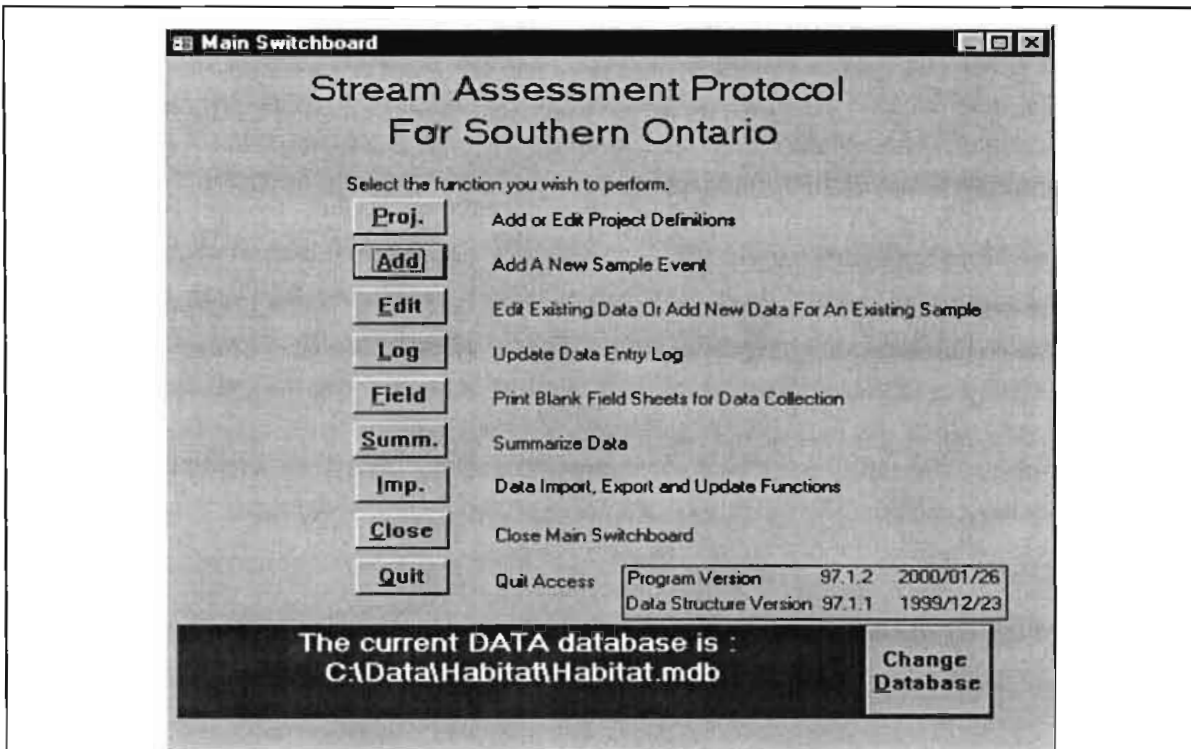 Main Switchboard
Stream Assessment Protocol
For Southern Ontario
Select the function you wish to perform.
Proj. Add or Edit Project Definitions
Add Add A New Sample Event
Edit Edit Existing Data Or Add New Data For An Existing Sample
Log Update Data Entry Log
Field Print Blank Field Sheets for Data Collection
Summ. Summarize Data
Imp. Data Import, Export and Update Functions
Close Close Main Switchboard
Quit Quit Access
Program Version 97.1.2 2000/01/26
Data Structure Version 97.1.1 1999/12/23
The current DATA database is :
C:\Data\Habitat\Habitat.mdb
Change
Database